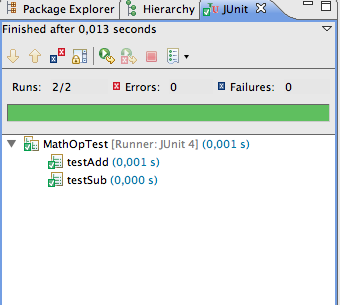 Package Explorer Hierarchy JUnit
Finished after 0,013 seconds
Runs: 2/2 Errors: 0 Failures: 0
MathOpTest [Runner: JUnit 4] (0,001 s)
testAdd (0,001 s)
testSub (0,000 s)